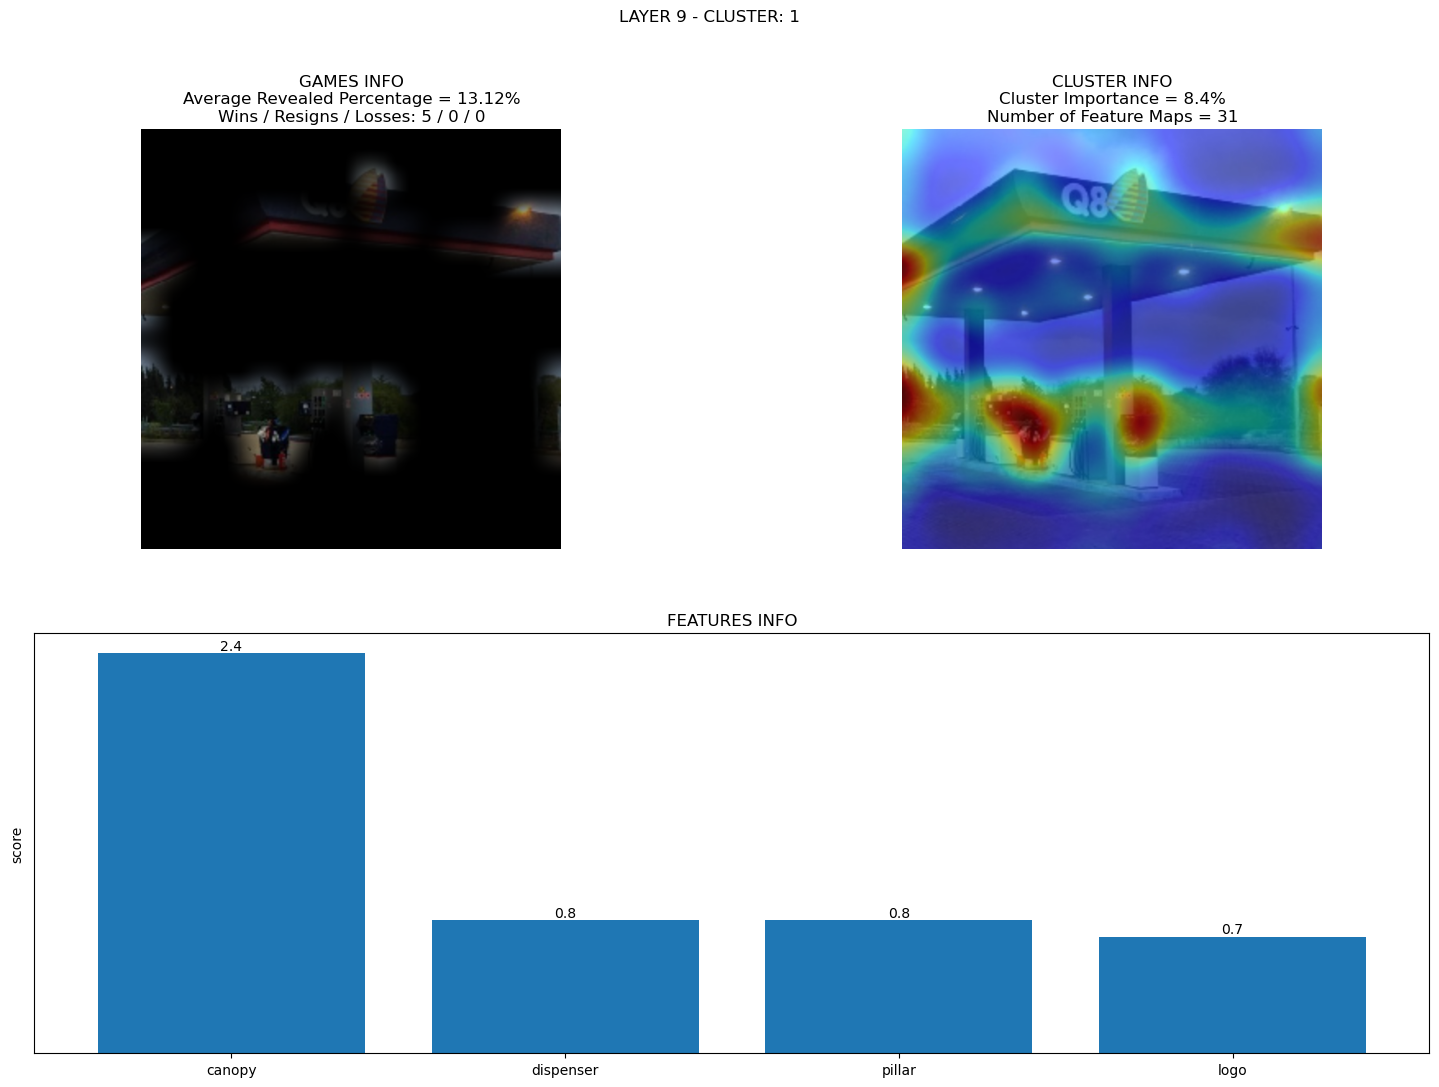 LAYER 9 - CLUSTER: 1
GAMES INFO
Average Revealed Percentage = 13.12%
Wins / Resigns / Losses: 5 / 0 / 0
CLUSTER INFO
Cluster Importance = 8.4%
Number of Feature Maps = 31
Q8
FEATURES INFO
score
2.4
0.8
0.8
0.7
canopy
dispenser
pillar
logo